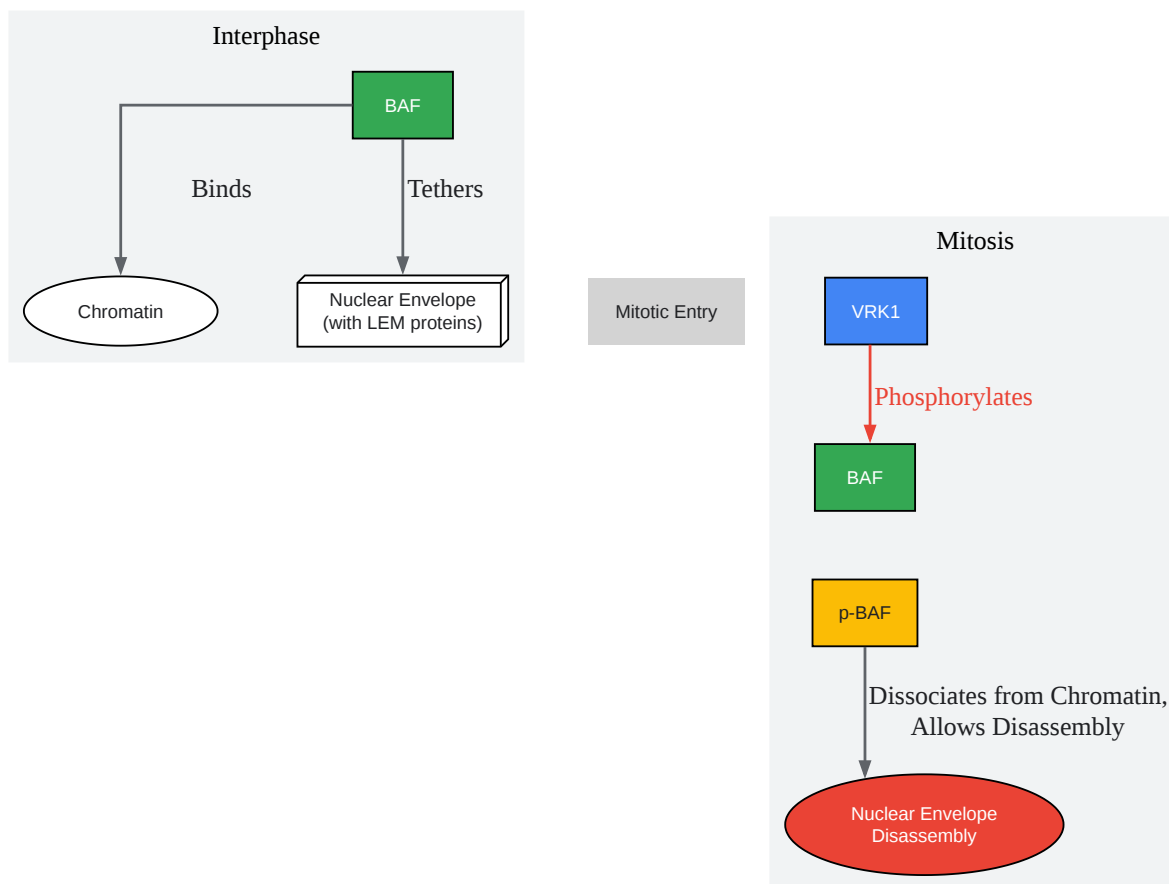 Interphase
BAF
Binds
Tethers
Chromatin
Nuclear Envelope
(with LEM proteins)
Mitotic Entry
Mitosis
VRK1
Phosphorylates
BAF
p-BAF
Dissociates from Chromatin,
Allows Disassembly
Nuclear Envelope
Disassembly